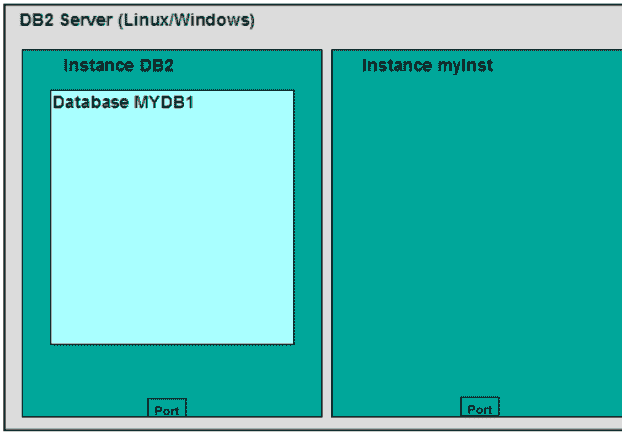 DB2 Server (Linux/Windows)
Instance DB2
Instance myInst
Database MYDB1
Port
Port